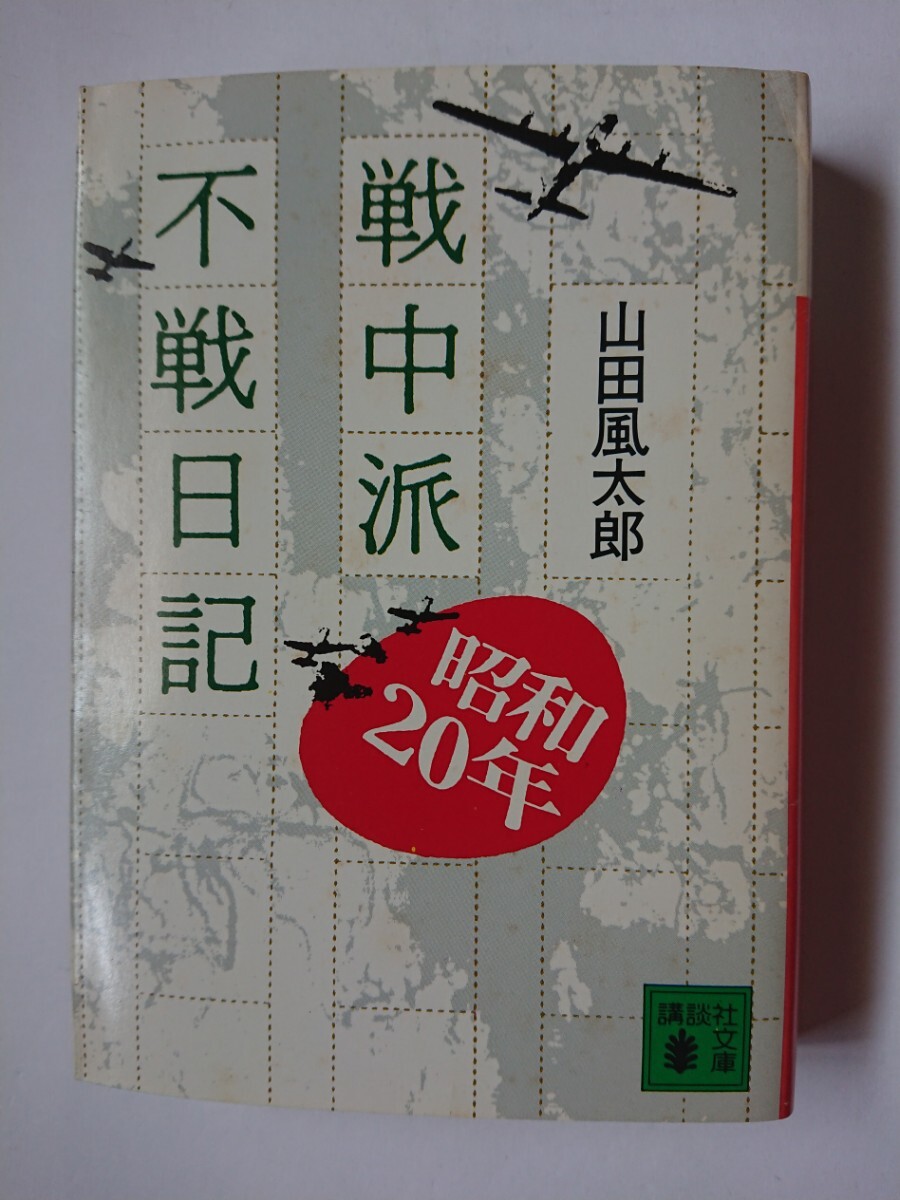 山田風太郎
戦中派
不戦日記
昭和
20年
講談社
文庫